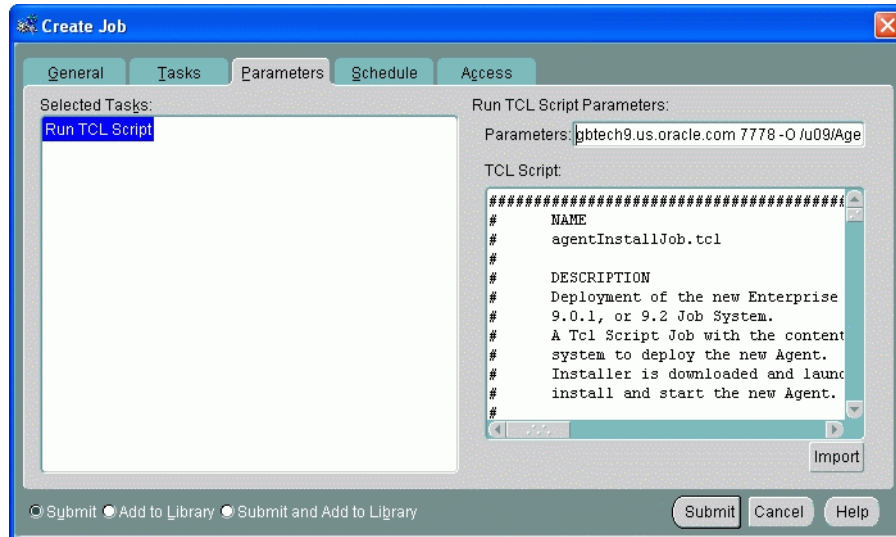 Create Job
General Tasks Parameters Schedule Access
Selected Tasks:
Run TCL Script
Run TCL Script Parameters:
Parameters: gbtech9.us.oracle.com 7778 -O /u09/Age
TCL Script:
########################################
# NAME
# agentInstallJob.tcl
#
# DESCRIPTION
# Deployment of the new Enterprise
# 9.0.1, or 9.2 Job System.
# A Tcl Script Job with the content
# system to deploy the new Agent.
# Installer is downloaded and launc
# install and start the new Agent.
#
Import
Submit Add to Library Submit and Add to Library
Submit Cancel Help